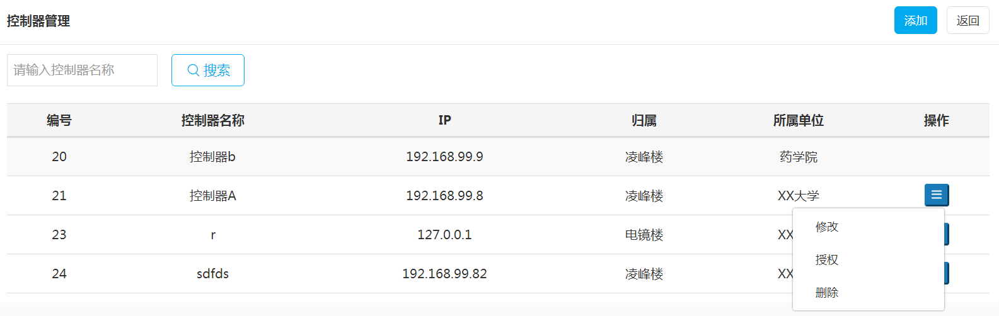 控制器管理
添加 返回
请输入控制器名称 搜索
编号 控制器名称 IP 归属 所属单位 操作
20 控制器b 192.168.99.9 凌峰楼 药学院
21 控制器A 192.168.99.8 凌峰楼 XX大学
23 r 127.0.0.1 电镜楼 XX
24 sdfds 192.168.99.82 凌峰楼 XX
修改
授权
删除